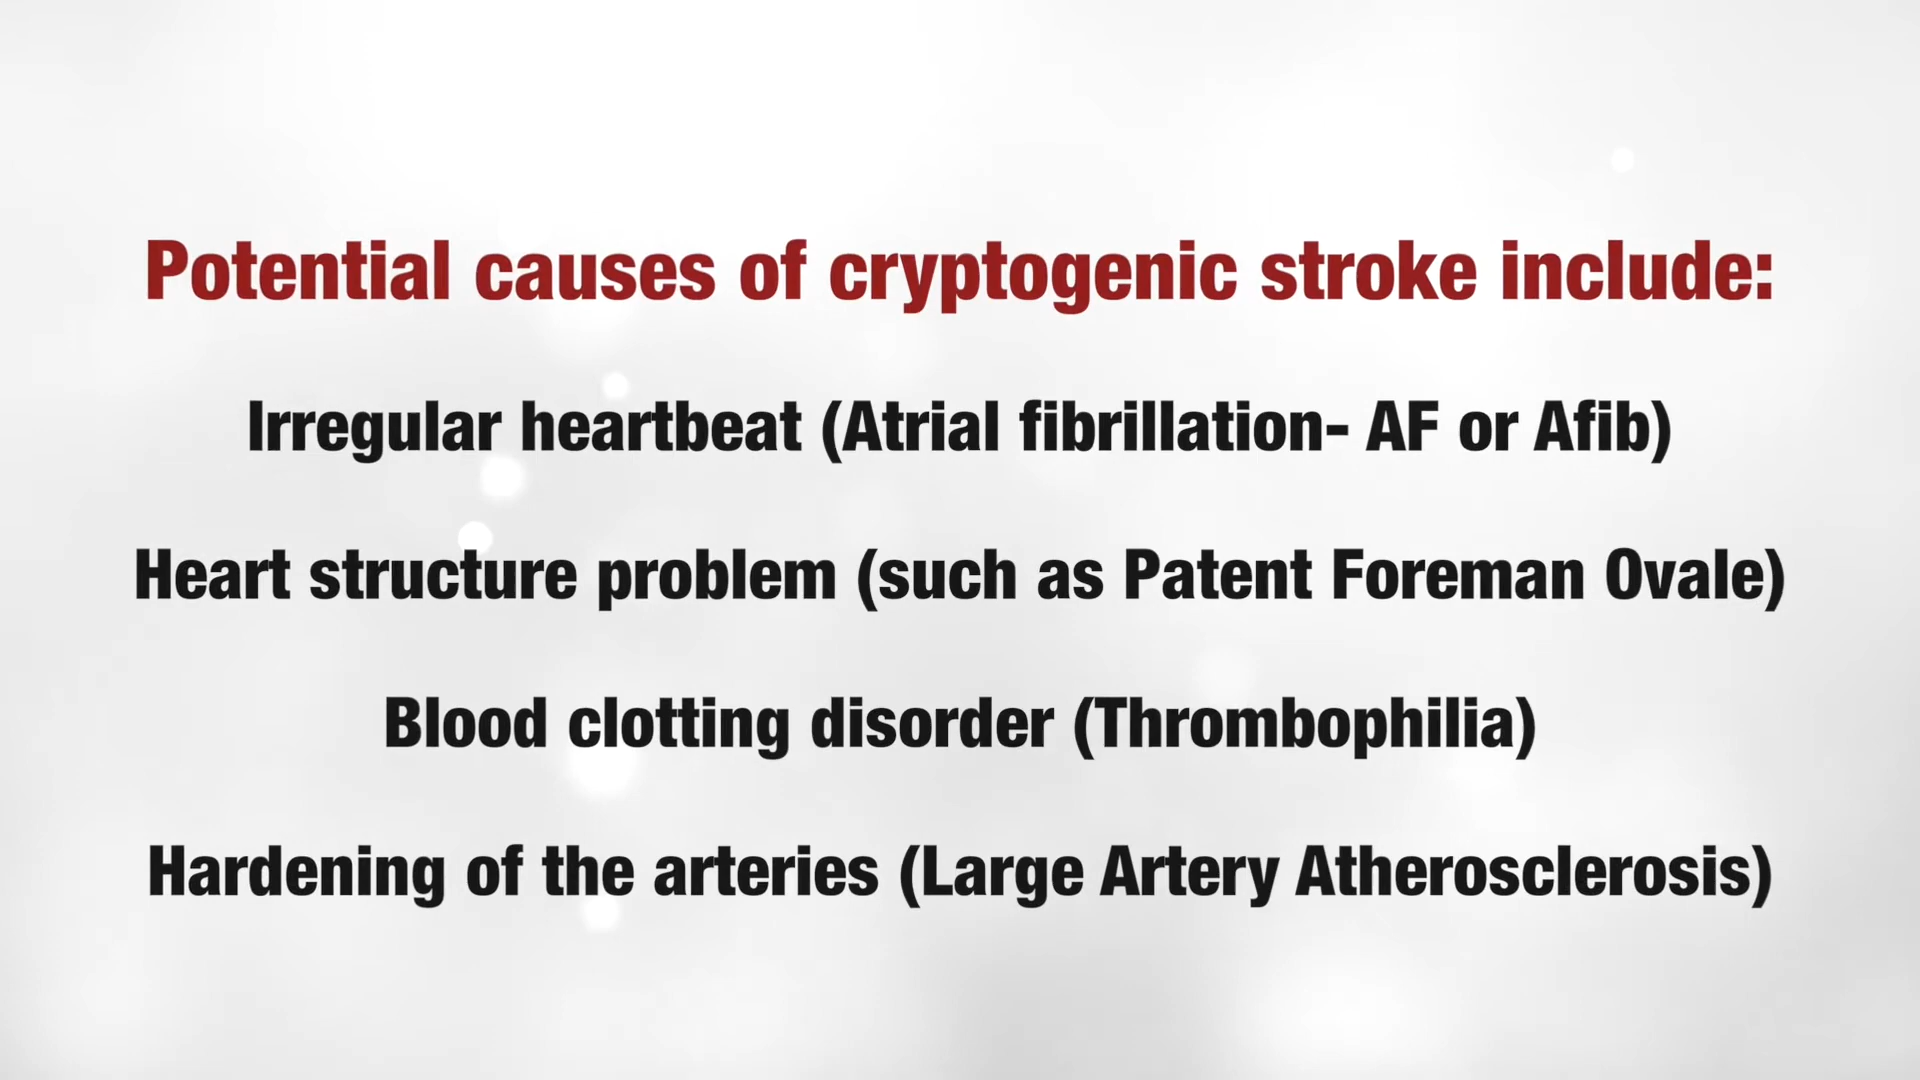 Potential causes of cryptogenic stroke include:
Irregular heartbeat (Atrial fibrillation- AF or Afib)
Heart structure problem (such as Patent Foreman Ovale)
Blood clotting disorder (Thrombophilia)
Hardening of the arteries (Large Artery Atherosclerosis)